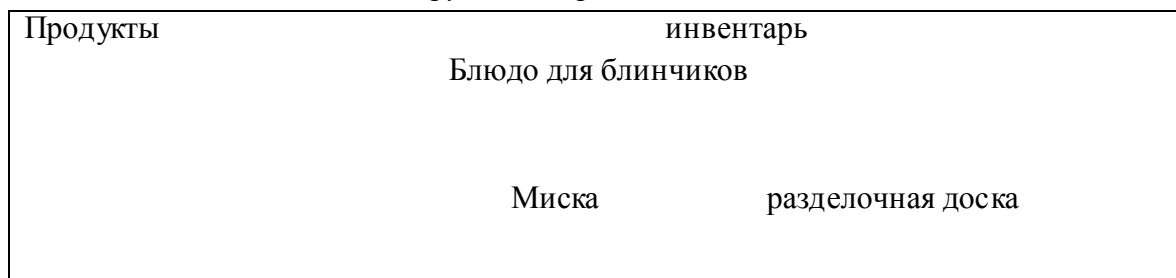 Продукты инвентарь
Блюдо для блинчиков
Миска разделочная доска